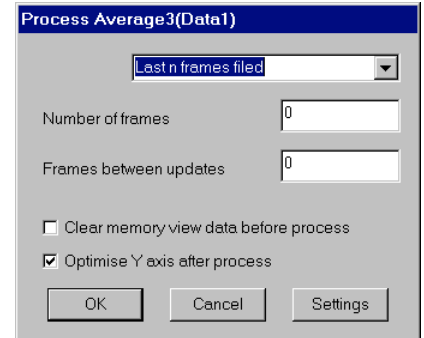 Process Average3(Data1)
Last n frames filed
Number of frames 0
Frames between updates 0
Clear memory view data before process
Optimise Y axis after process
OK Cancel Settings